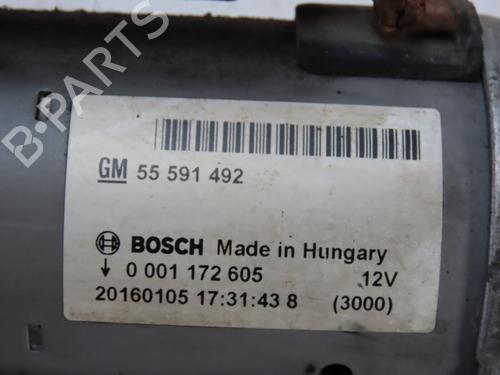 GM 55 591 492
BOSCH Made in Hungary
0 001 172 605 12V
20160105 17:31:43 8 (3000)
B-PARTS